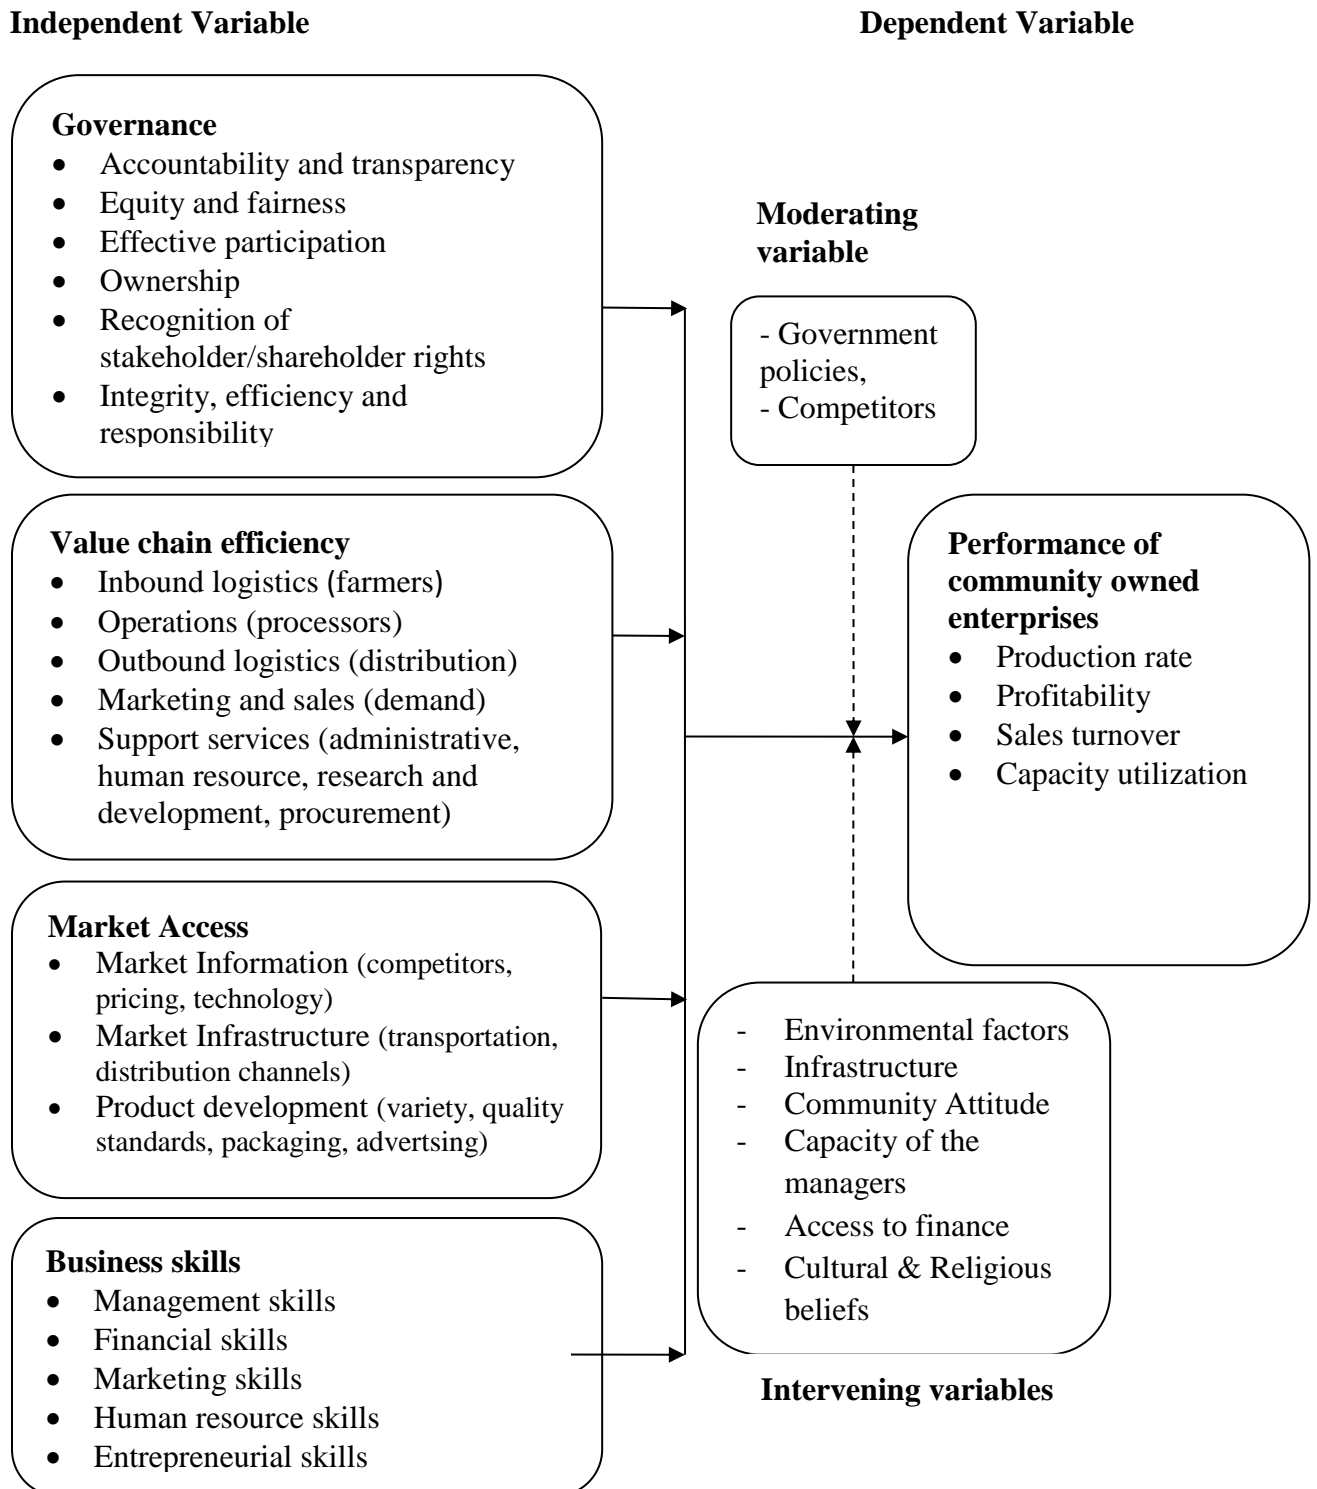 Independent Variable
Dependent Variable
Governance
• Accountability and transparency
• Equity and fairness
• Effective participation
• Ownership
• Recognition of
stakeholder/shareholder rights
• Integrity, efficiency and
responsibility
Moderating
variable
- Government
policies,
- Competitors
Value chain efficiency
• Inbound logistics (farmers)
• Operations (processors)
• Outbound logistics (distribution)
• Marketing and sales (demand)
• Support services (administrative,
human resource, research and
development, procurement)
Performance of
community owned
enterprises
• Production rate
• Profitability
• Sales turnover
• Capacity utilization
Market Access
• Market Information (competitors,
pricing, technology)
• Market Infrastructure (transportation,
distribution channels)
• Product development (variety, quality
standards, packaging, advertsing)
- Environmental factors
- Infrastructure
- Community Attitude
- Capacity of the
managers
- Access to finance
- Cultural & Religious
beliefs
Intervening variables
Business skills
• Management skills
• Financial skills
• Marketing skills
• Human resource skills
• Entrepreneurial skills